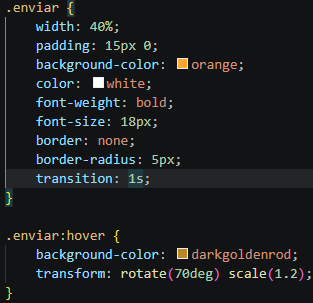 .enviar {
width: 40%;
padding: 15px 0;
background-color: orange;
color: white;
font-weight: bold;
font-size: 18px;
border: none;
border-radius: 5px;
transition: 1s;
}
.enviar:hover {
background-color: darkgoldenrod;
transform: rotate(70deg) scale(1.2);
}